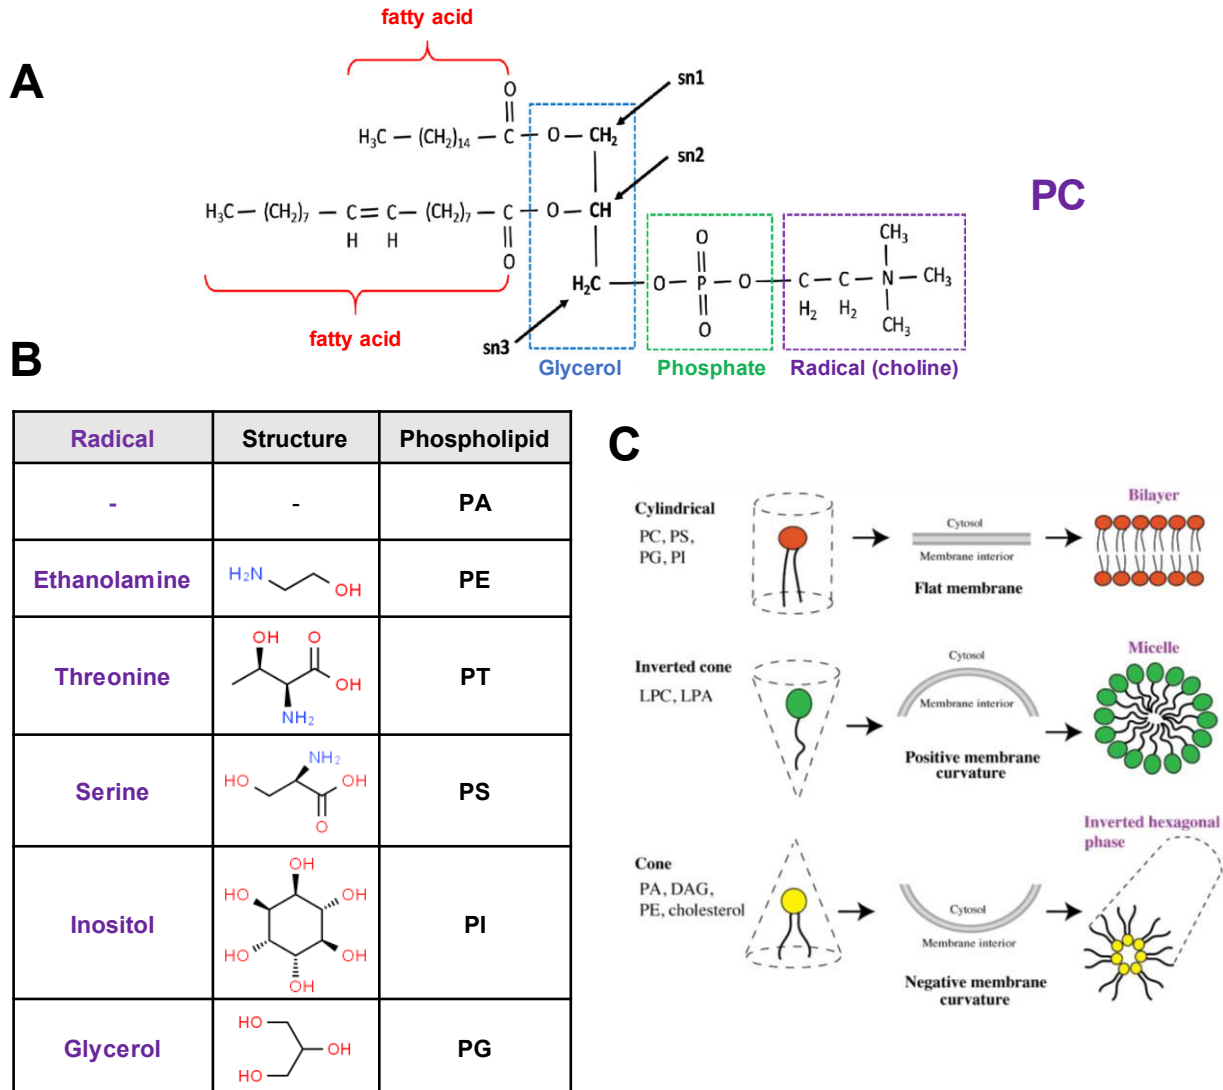 A
fatty acid
O
H₃C — (CH₂)₁₄ — C — O — CH₂
sn1
sn2
H₃C — (CH₂)₇ — C = C — (CH₂)₇ — C — O — CH
H H
O
fatty acid
sn3
H₂C — O — P — O — C — C — N — CH₃
O
O
H₂ H₂
CH₃
CH₃
Glycerol
Phosphate
Radical (choline)
PC
B
Radical Structure Phospholipid
- - PA
Ethanolamine H₂N OH PE
Threonine OH O OH NH₂ PT
Serine HO NH₂ OH O PS
Inositol OH HO OH HO OH OH PI
Glycerol HO OH HO PG
C
Cylindrical
PC, PS,
PG, PI
Cytosol
Membrane interior
Flat membrane
Bilayer
Inverted cone
LPC, LPA
Cytosol
Membrane interior
Positive membrane
curvature
Micelle
Cone
PA, DAG,
PE, cholesterol
Cytosol
Membrane interior
Negative membrane
curvature
Inverted hexagonal
phase